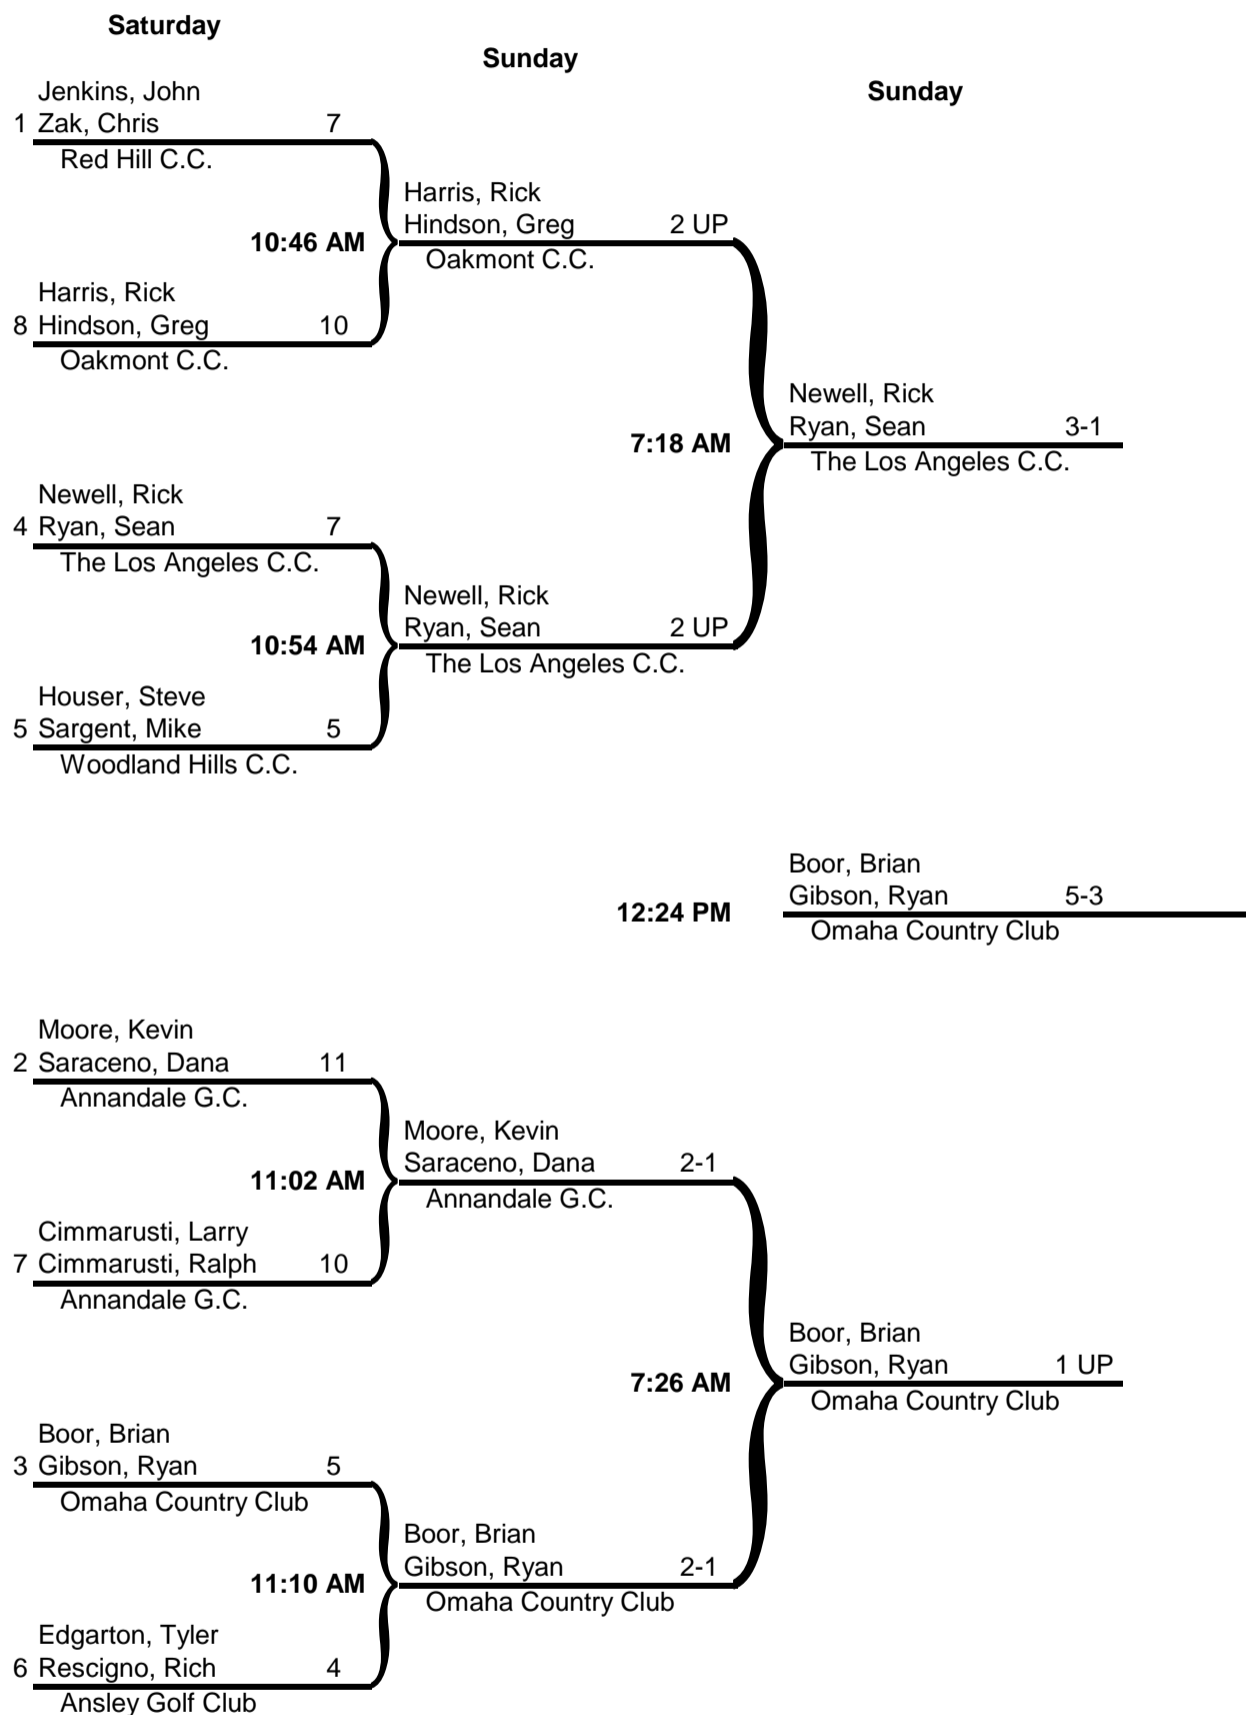 Saturday
Sunday
Sunday
Jenkins, John
1 Zak, Chris 7
Red Hill C.C.
10:46 AM
Harris, Rick
8 Hindson, Greg 10
Oakmont C.C.
Harris, Rick
Hindson, Greg 2 UP
Oakmont C.C.
7:18 AM
Newell, Rick
Ryan, Sean 3-1
The Los Angeles C.C.
Newell, Rick
4 Ryan, Sean 7
The Los Angeles C.C.
10:54 AM
Houser, Steve
5 Sargent, Mike 5
Woodland Hills C.C.
Newell, Rick
Ryan, Sean 2 UP
The Los Angeles C.C.
12:24 PM
Boor, Brian
Gibson, Ryan 5-3
Omaha Country Club
Moore, Kevin
2 Saraceno, Dana 11
Annandale G.C.
11:02 AM
Cimmarusti, Larry
7 Cimmarusti, Ralph 10
Annandale G.C.
Moore, Kevin
Saraceno, Dana 2-1
Annandale G.C.
7:26 AM
Boor, Brian
Gibson, Ryan 1 UP
Omaha Country Club
Boor, Brian
3 Gibson, Ryan 5
Omaha Country Club
11:10 AM
Edgarton, Tyler
6 Rescigno, Rich 4
Ansley Golf Club
Boor, Brian
Gibson, Ryan 2-1
Omaha Country Club